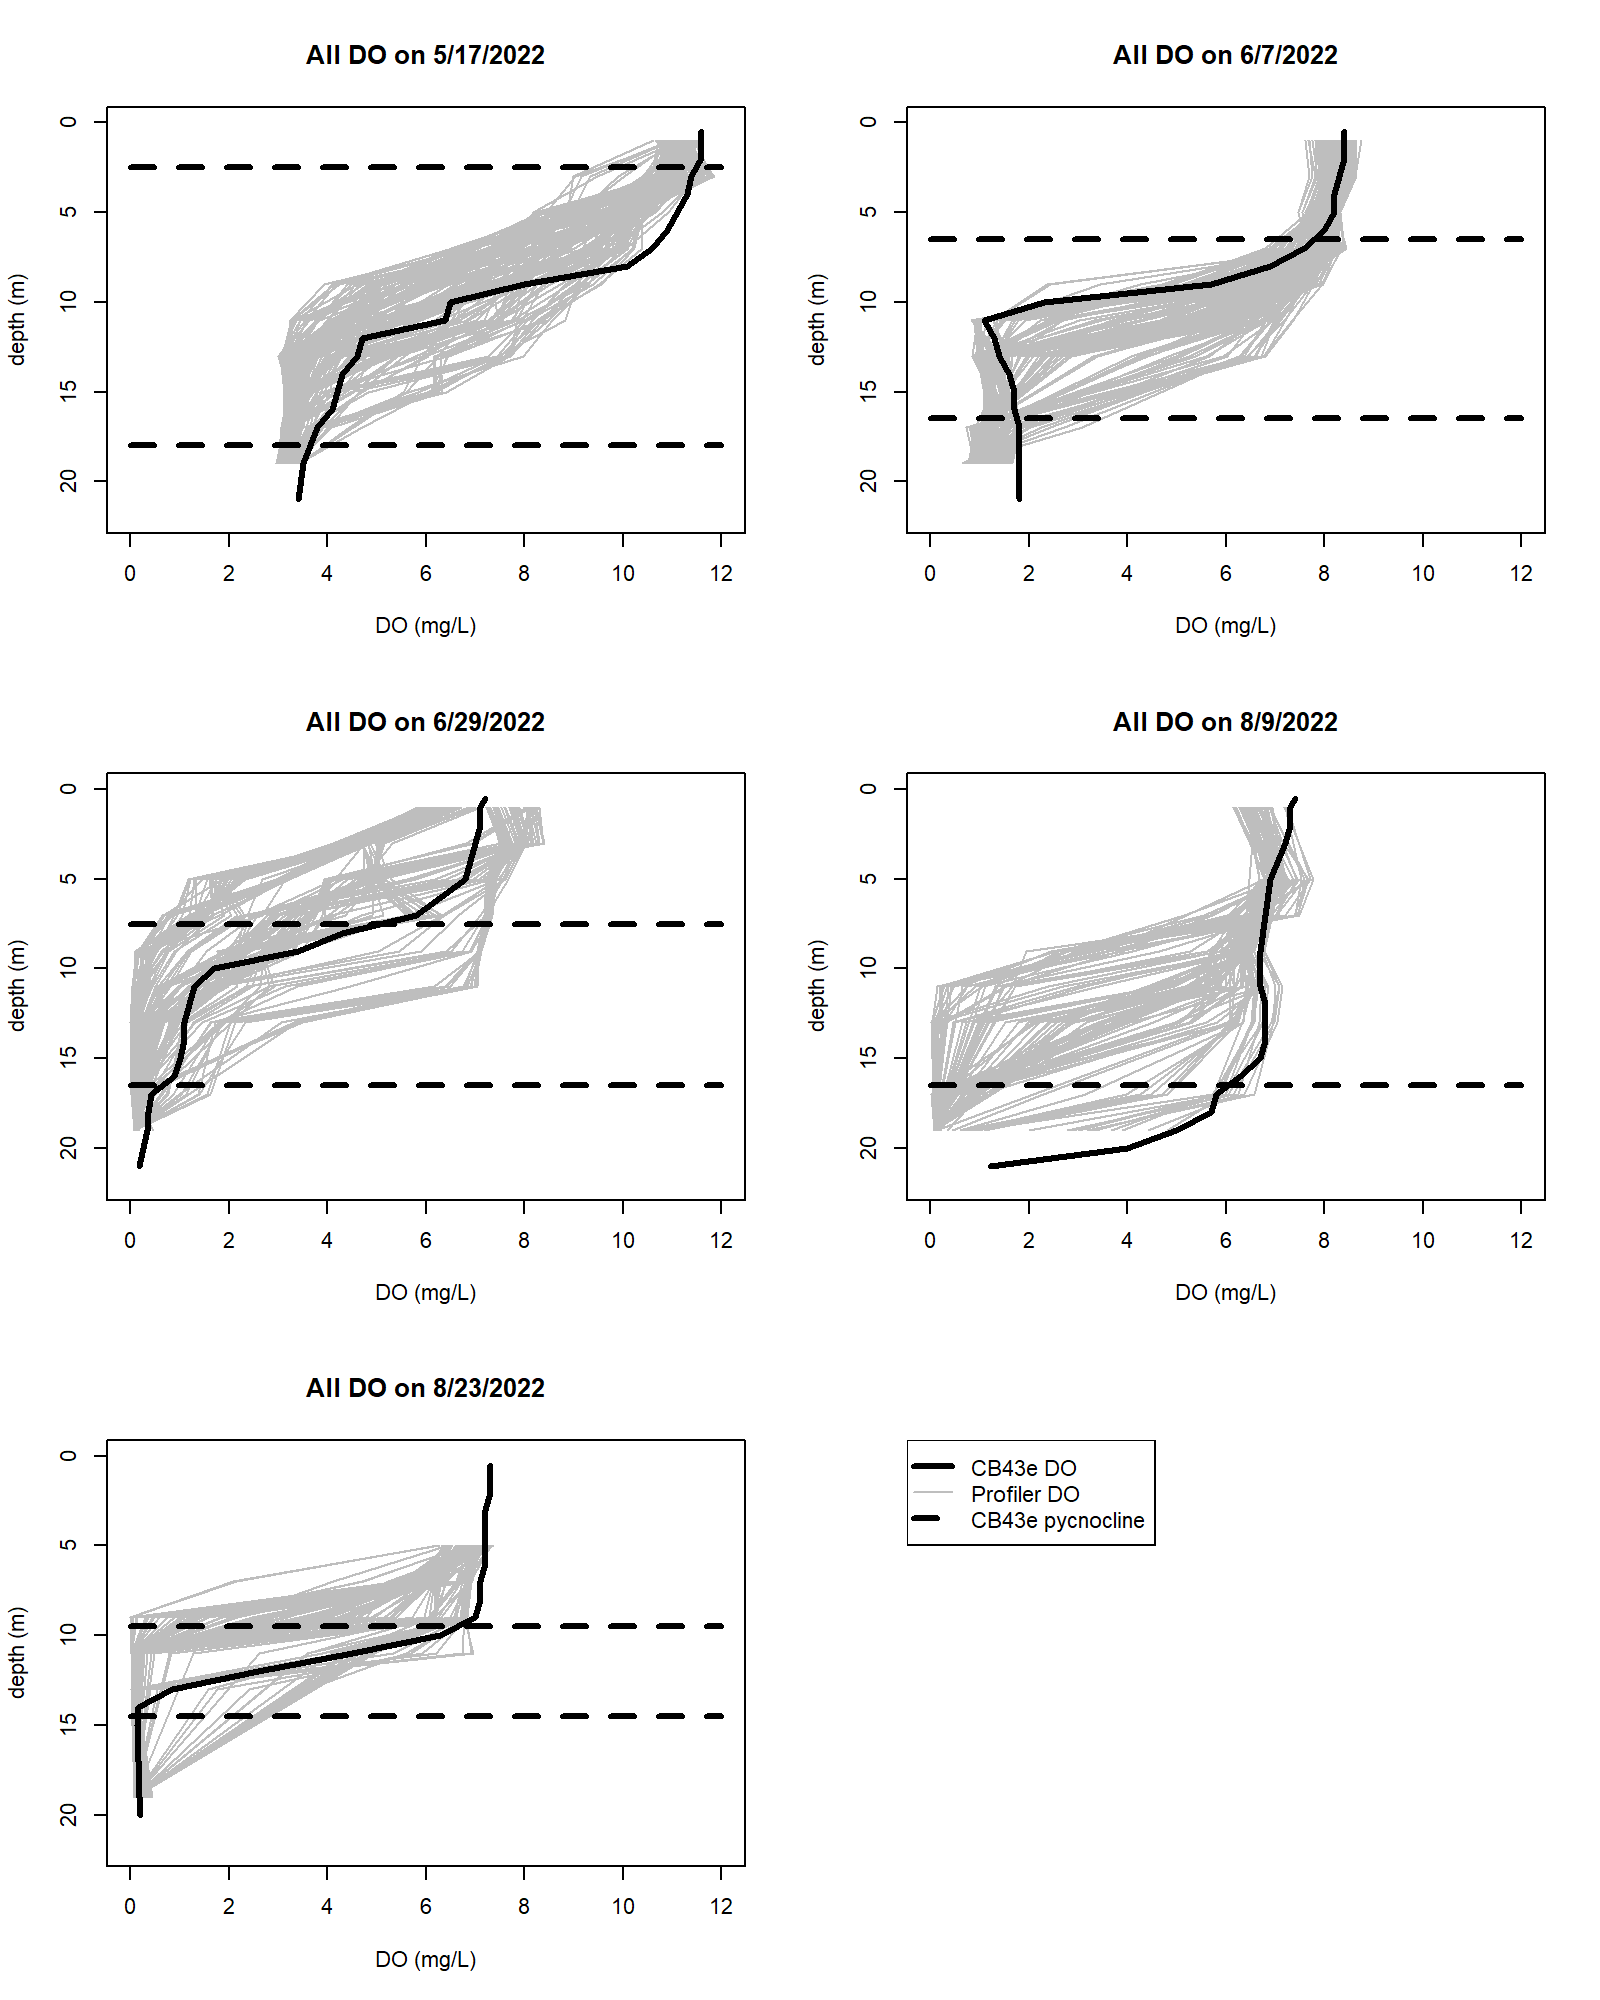 All DO on 5/17/2022
0
5
10
15
20
depth (m)
0 2 4 6 8 10 12
DO (mg/L)
All DO on 6/7/2022
0
5
10
15
20
depth (m)
0 2 4 6 8 10 12
DO (mg/L)
All DO on 6/29/2022
0
5
10
15
20
depth (m)
0 2 4 6 8 10 12
DO (mg/L)
All DO on 8/9/2022
0
5
10
15
20
depth (m)
0 2 4 6 8 10 12
DO (mg/L)
All DO on 8/23/2022
0
5
10
15
20
depth (m)
0 2 4 6 8 10 12
DO (mg/L)
CB43e DO
Profiler DO
CB43e pycnocline